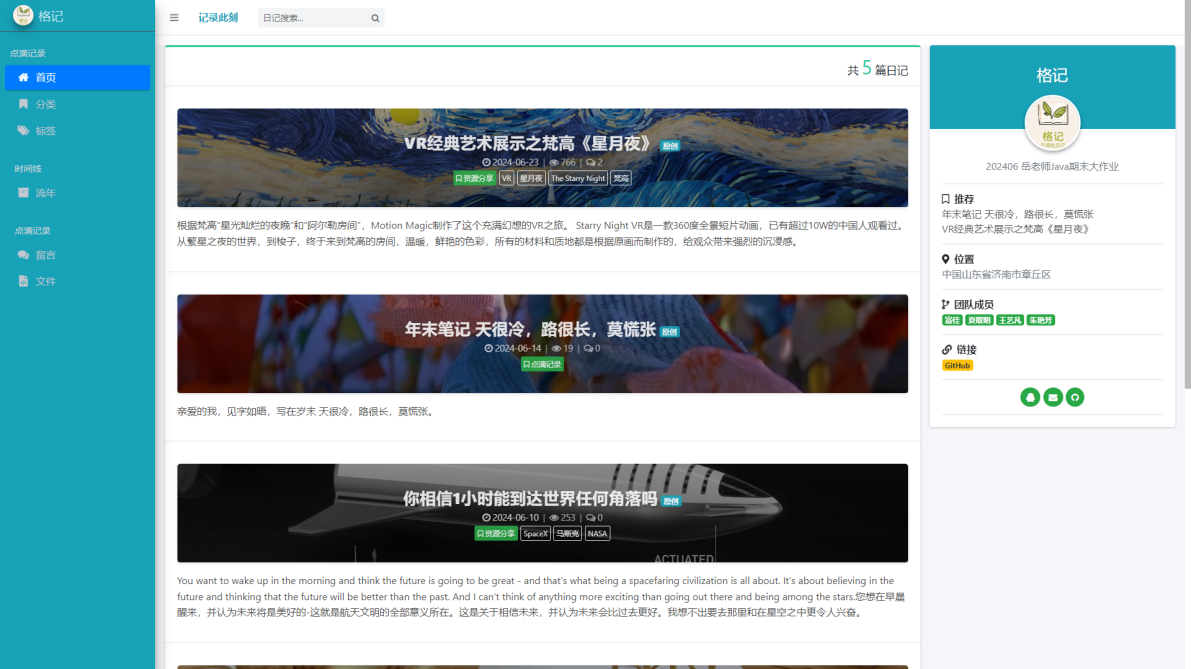 格记
点滴记录
首页
分类
标签
时间线
流年
点滴记录
留言
文件
记录此刻
日记搜索...
共 5 篇日记
VR经典艺术展示之梵高《星月夜》 原创
2024-06-23 | 766 | 2
资源分享 VR 星月夜 The Starry Night 梵高
根据梵高"星光灿烂的夜晚"和"阿尔勒房间"，Motion Magic制作了这个充满幻想的VR之旅。 Starry Night VR是一款360度全景短片动画，已有超过10W的中国人观看过。
从繁星之夜的世界，到梭子，终于来到梵高的房间，温暖，鲜艳的色彩，所有的材料和质地都是根据原画而制作的，给观众带来强烈的沉浸感。
年末笔记 天很冷，路很长，莫慌张 原创
2024-06-14 | 19 | 0
点滴记录
亲爱的我，见字如晤，写在岁末 天很冷，路很长，莫慌张。
你相信1小时能到达世界任何角落吗 原创
2024-06-10 | 253 | 0
资源分享 SpaceX 马斯克 NASA
ACTUATED
You want to wake up in the morning and think the future is going to be great - and that's what being a spacefaring civilization is all about. It's about believing in the
future and thinking that the future will be better than the past. And I can't think of anything more exciting than going out there and being among the stars.您想在早晨
醒来，并认为未来将是美好的-这就是航天文明的全部意义所在。这是关于相信未来，并认为未来会比过去更好。我想不出要去那里和在星空之中更令人兴奋。
格记
格记
202406 岳老师Java期末大作业
推荐
年末笔记 天很冷，路很长，莫慌张
VR经典艺术展示之梵高《星月夜》
位置
中国山东省济南市章丘区
团队成员
王艺凡 朱艳芳
链接
GitHub